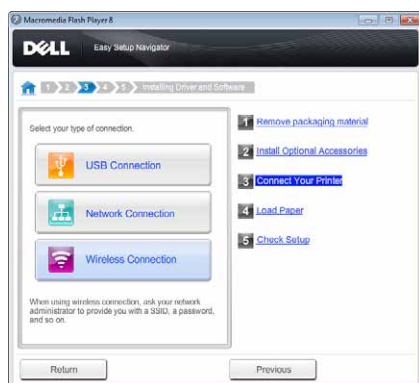 Macromedia Flash Player 8
DELL
Easy Setup Navigator
1 2 3 4 5 Installing Driver and Software
Select your type of connection.
USB Connection
Network Connection
Wireless Connection
When using wireless connection, ask your network
administrator to provide you with a SSID, a password,
and so on.
1 Remove packaging material
2 Install Optional Accessories
3 Connect Your Printer
4 Load Paper
5 Check Setup
Return
Previous